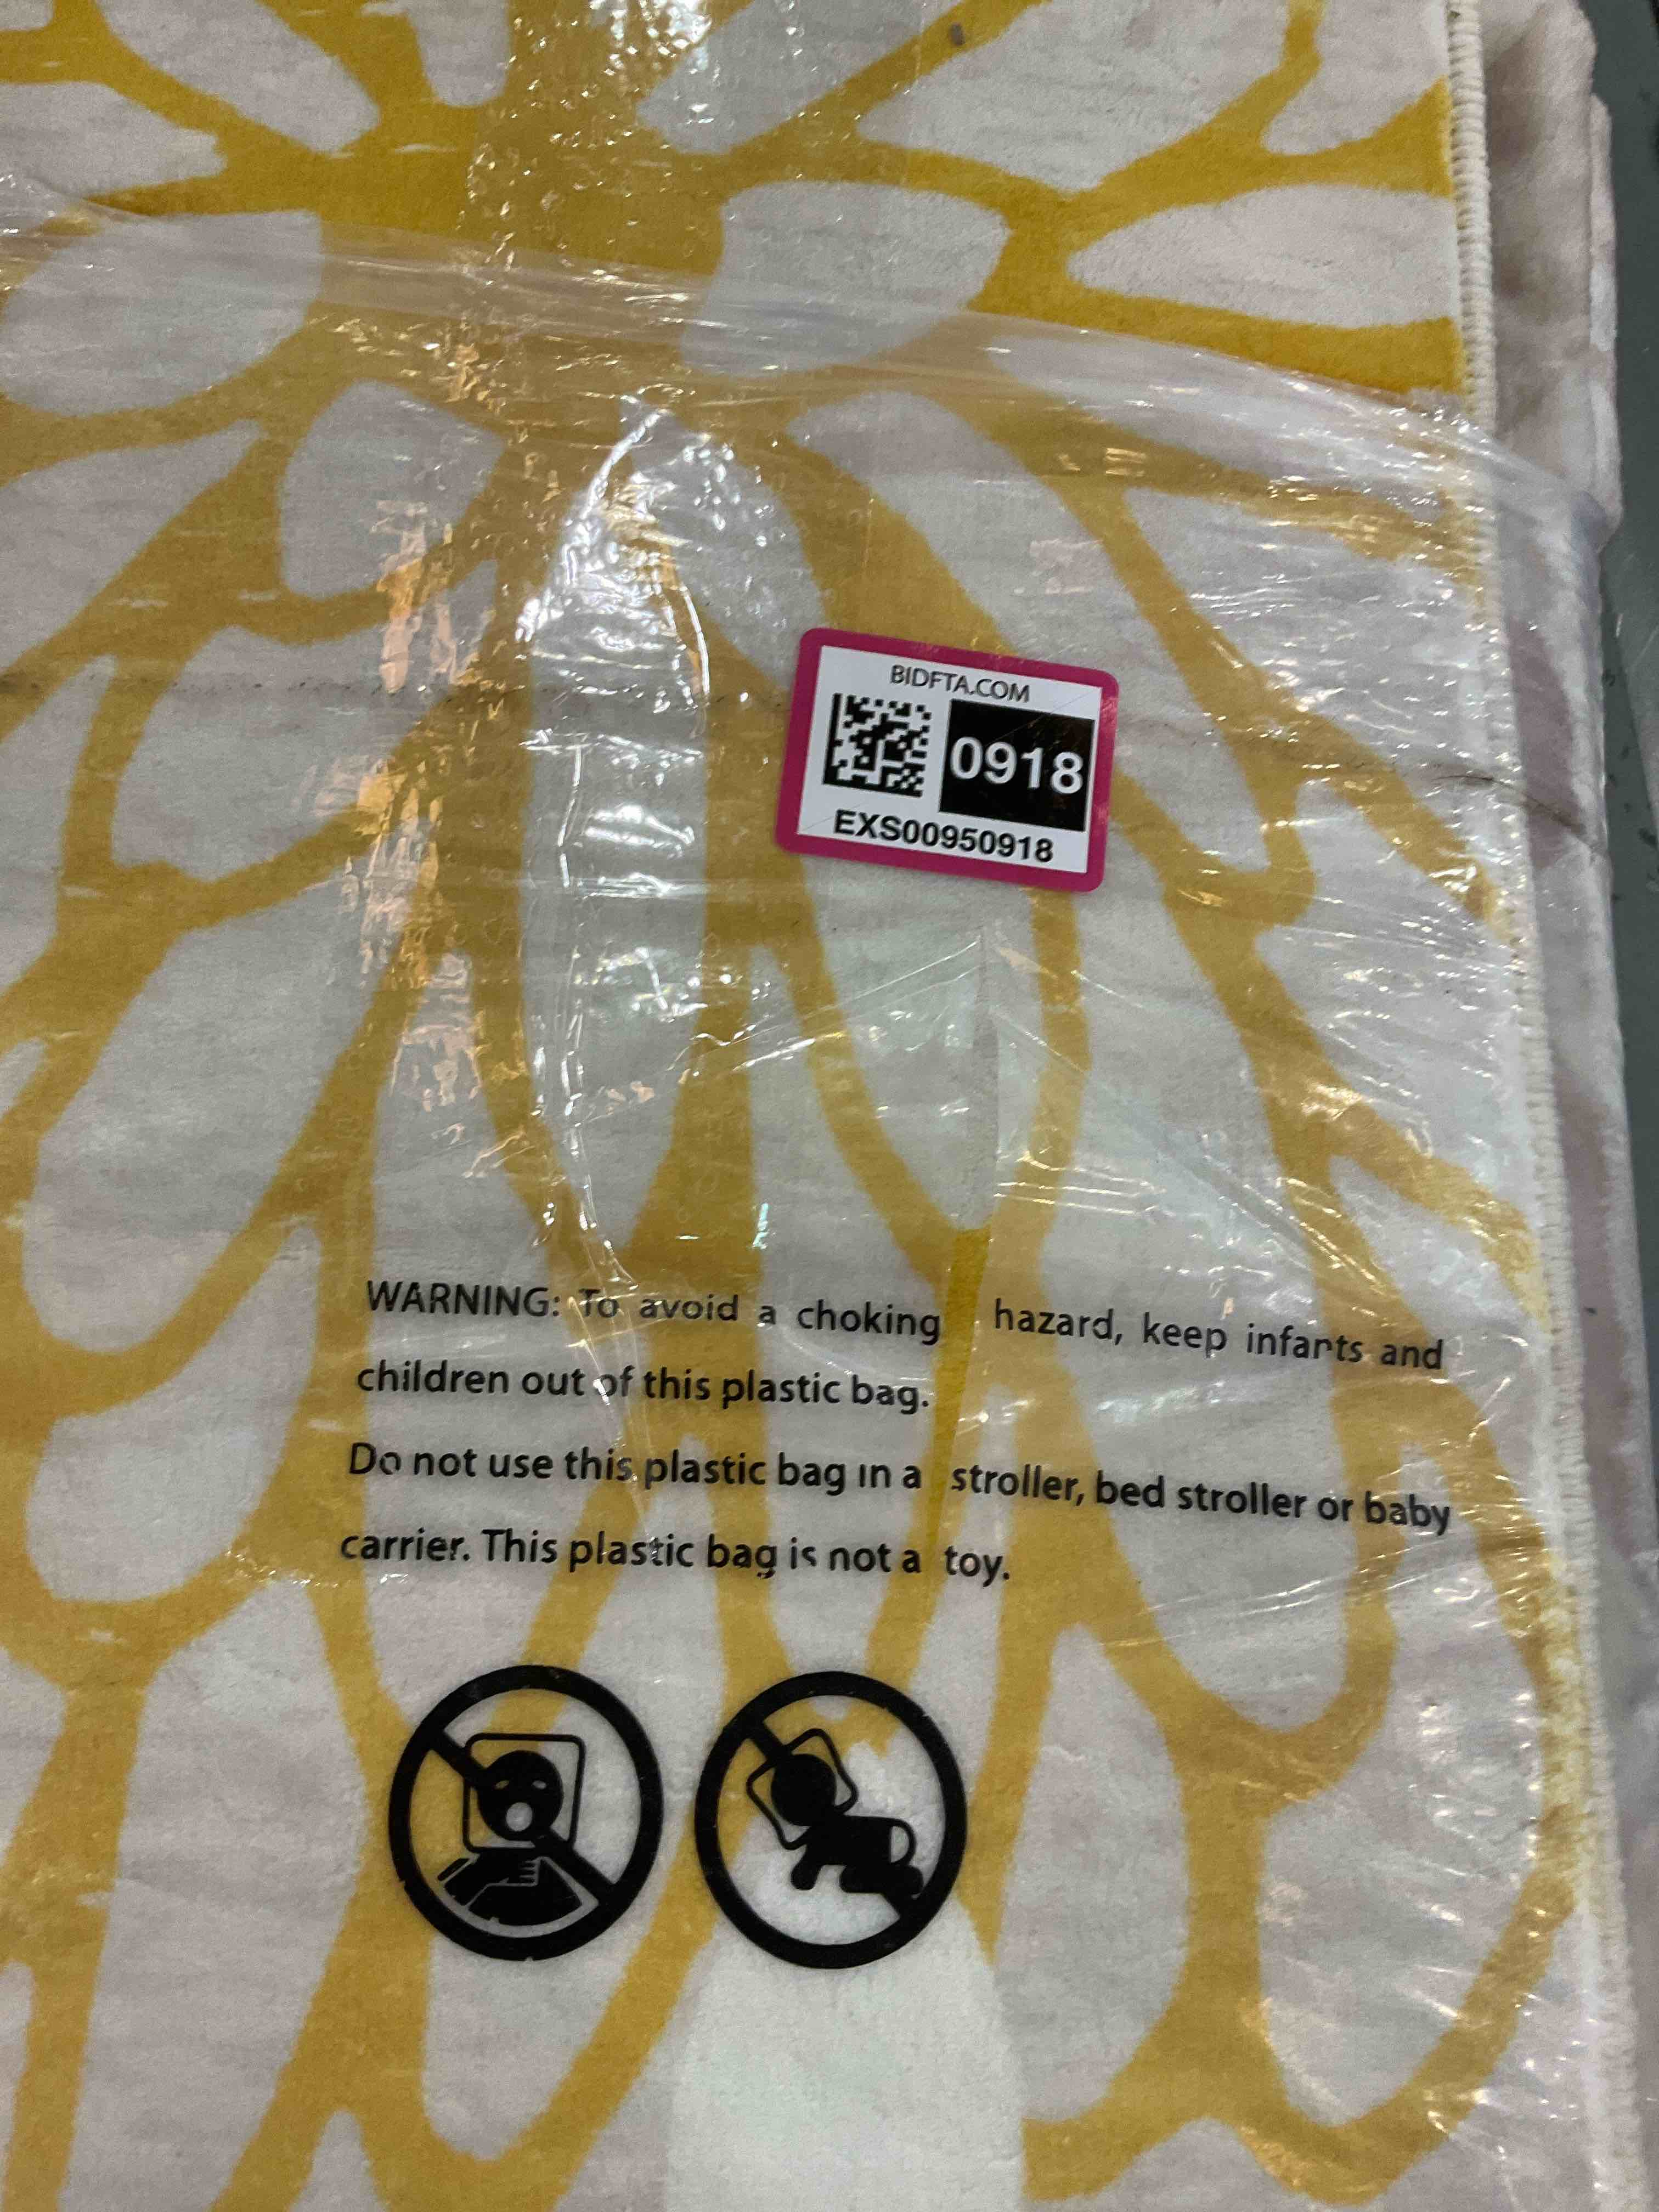 BIDFTA.COM
0918
EXS00950918
WARNING: To avoid a choking hazard, keep infants and
children out of this plastic bag.
Do not use this plastic bag in a stroller, bed stroller or baby
carrier. This plastic bag is not a toy.